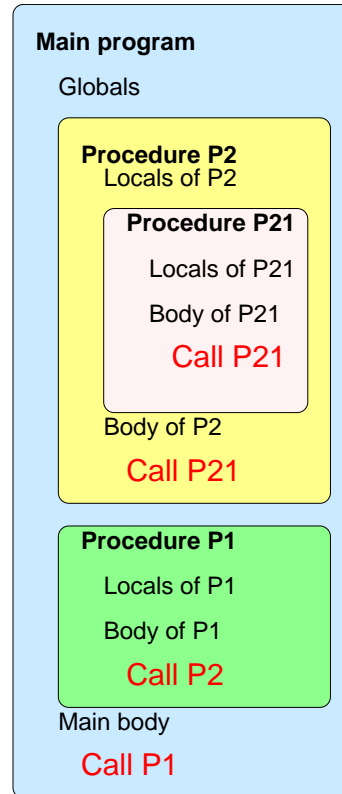 Main program
Globals
Procedure P2
Locals of P2
Procedure P21
Locals of P21
Body of P21
Call P21
Body of P2
Call P21
Procedure P1
Locals of P1
Body of P1
Call P2
Main body
Call P1